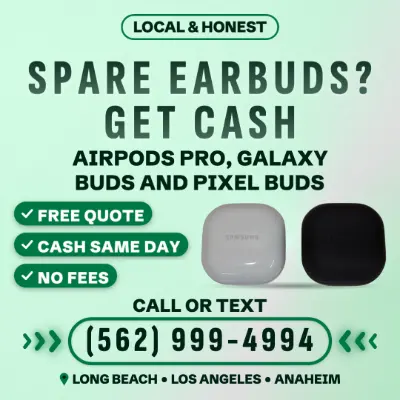 LOCAL & HONEST
SPARE EARBUDS?
GET CASH
AIRPODS PRO, GALAXY
BUDS AND PIXEL BUDS
FREE QUOTE
CASH SAME DAY
NO FEES
SAMSUNG
CALL OR TEXT
(562) 999-4994
LONG BEACH • LOS ANGELES • ANAHEIM